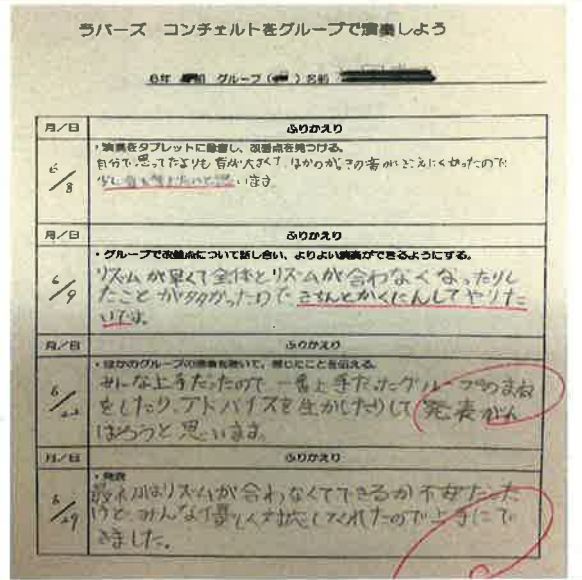 ラバーズ コンチェルトをグループで演奏しよう
6年 組 グループ( ) 名前
月/日 ふりかえり
・演奏をタブレットに録音し、改善点を見つける。
6/8
自分で思ってたよりも音が大きくて、ほかのがっきの音がきこえにくかったので
少し音を 思います
月/日 ふりかえり
・グループで改善点について話し合い、よりよい演奏ができるようにする。
6/9
リズムが早くて全体とリズムが合わなくなったりし
たことが多かったのできちんとかくにんしてやりた
いです。
月/日 ふりかえり
・ほかのグループの演奏を聴いて、感じたことを伝える。
6/22
みんな上手だったので一番上手だったグループのまね
をしたり、アドバイスを生かしたりして発表がん
ばろうと思います。
月/日 ふりかえり
・発表
6/29
最初はリズムが合わなくてできるか不安だった
けど、みんな優しく対応してくれたので上手にで
きました。